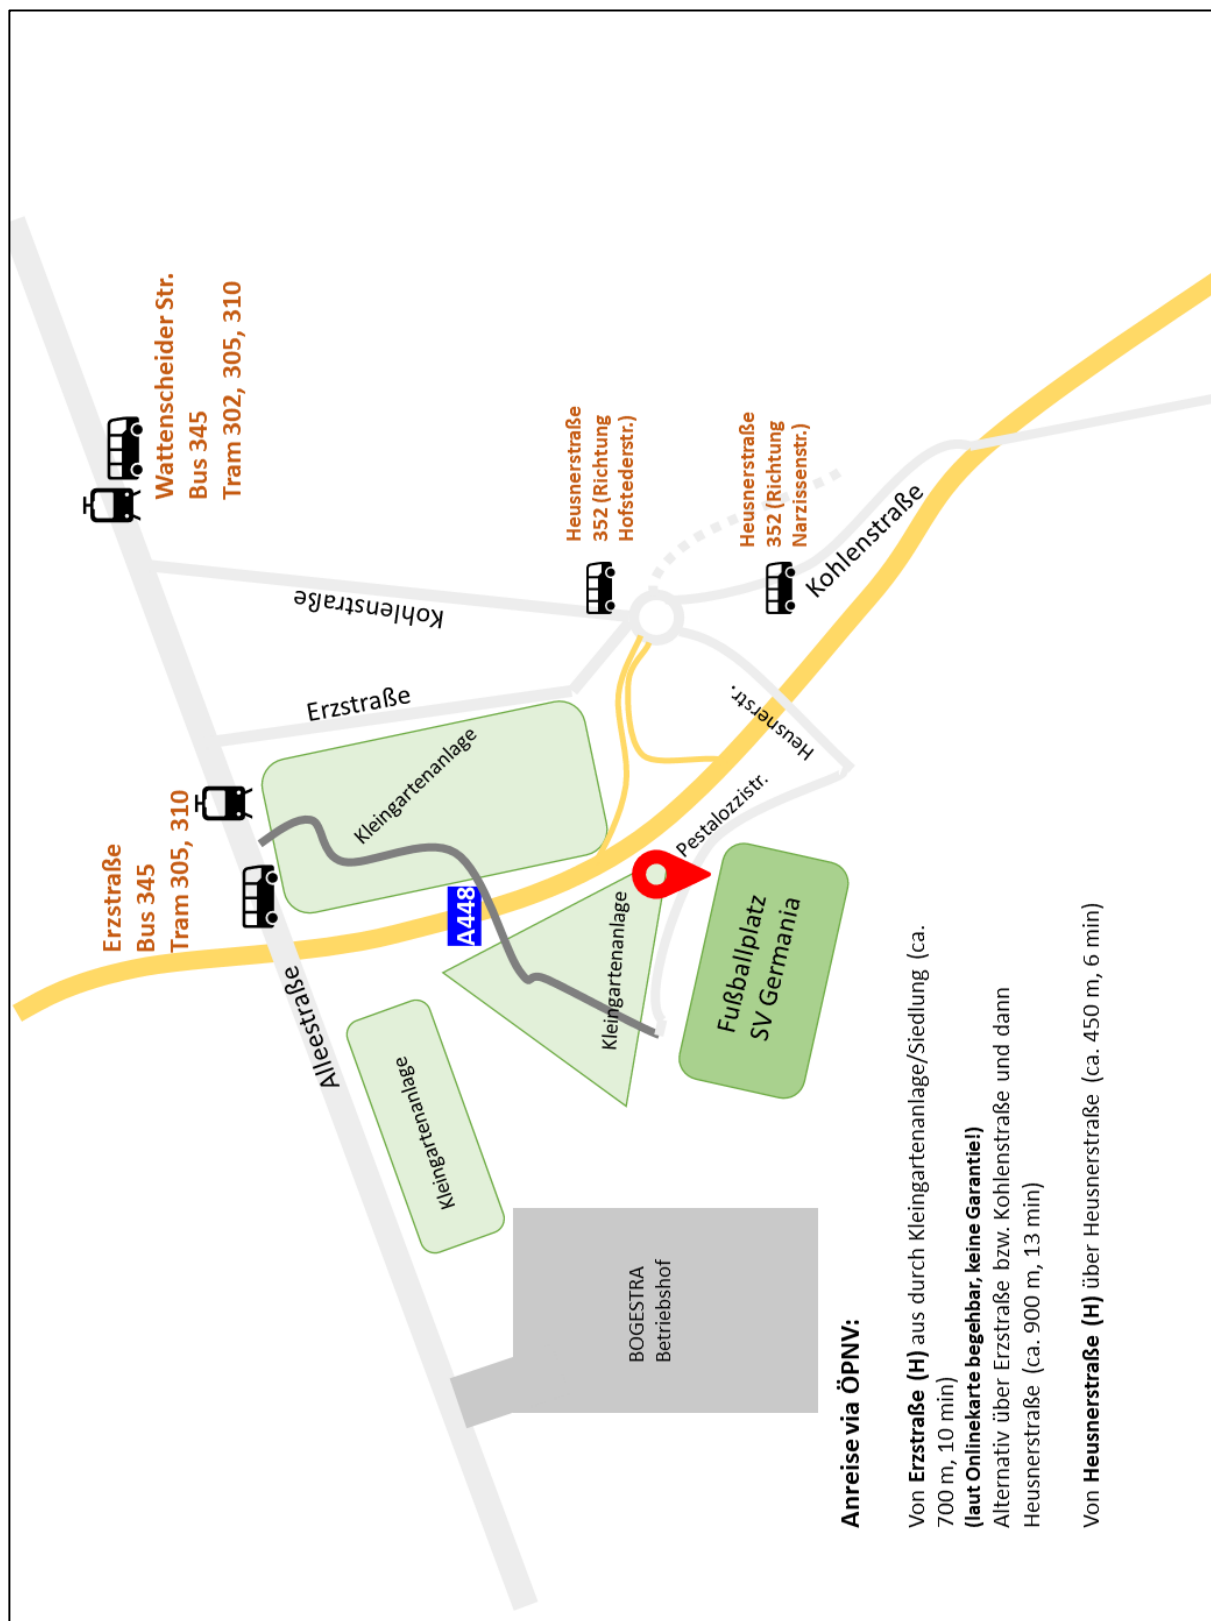 Wattenscheider Str.
Bus 345
Tram 302, 305, 310
Erzstraße
Bus 345
Tram 305, 310
Alleestraße
Kohlenstraße
Erzstraße
Kleingartenanlage
A448
Kleingartenanlage
Kleingartenanlage
Heusnerstraße
352 (Richtung
Hofstederstr.)
Heusnerstraße
352 (Richtung
Narzissenstr.)
Kohlenstraße
Heusnerstr.
Pestalozzistr.
Fußballplatz
SV Germania
BOGESTRA
Betriebshof
Anreise via ÖPNV:
Von Erzstraße (H) aus durch Kleingartenanlage/Siedlung (ca.
700 m, 10 min)
(laut Onlinekarte begehbar, keine Garantie!)
Alternativ über Erzstraße bzw. Kohlenstraße und dann
Heusnerstraße (ca. 900 m, 13 min)
Von Heusnerstraße (H) über Heusnerstraße (ca. 450 m, 6 min)